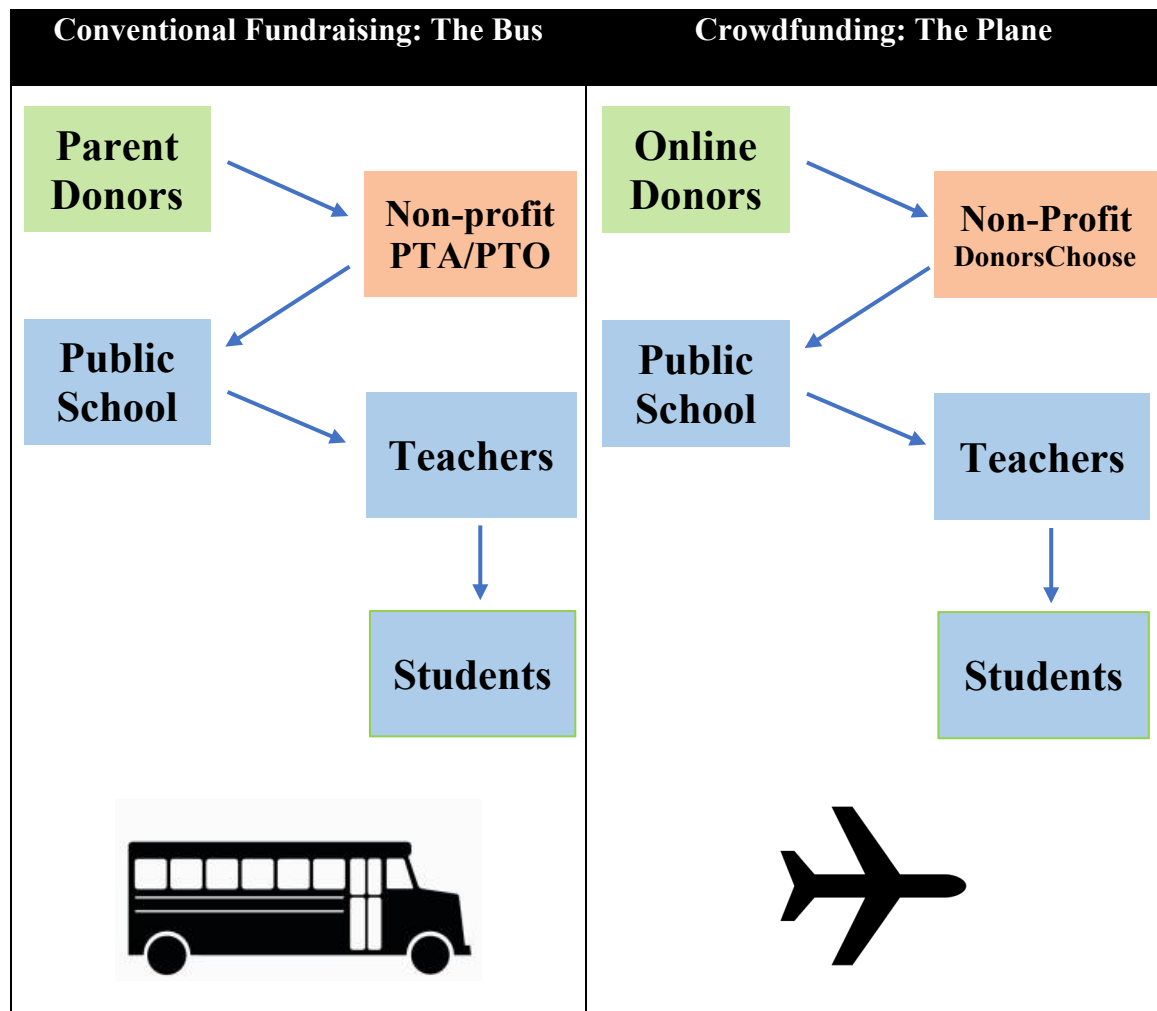 Conventional Fundraising: The Bus
Crowdfunding: The Plane
Parent
Donors
Non-profit
PTA/PTO
Public
School
Teachers
Students
Online
Donors
Non-Profit
DonorsChoose
Public
School
Teachers
Students